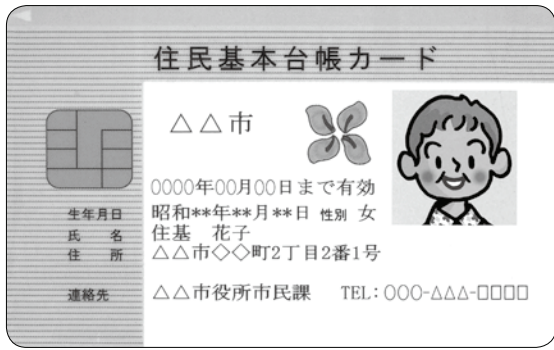 住民基本台帳カード
△△市
0000年00月00日まで有効
生年月日 昭和**年**月**日 性別 女
氏名 住基 花子
住所 △△市◇◇町2丁目2番1号
連絡先 △△市役所市民課 TEL:000-△△△-□□□□